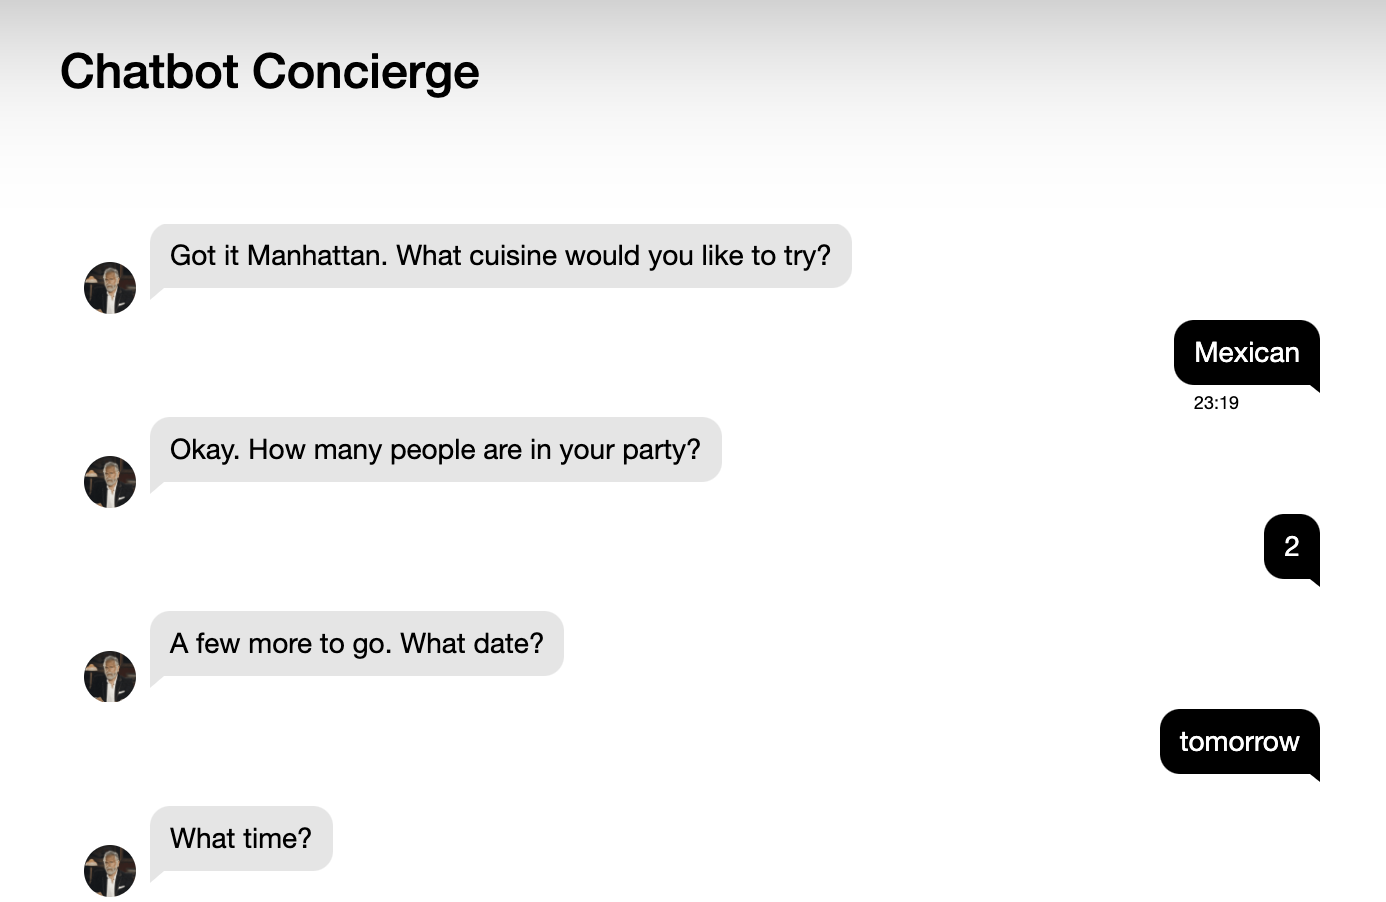 Chatbot Concierge
Got it Manhattan. What cuisine would you like to try?
Mexican
23:19
Okay. How many people are in your party?
2
A few more to go. What date?
tomorrow
What time?